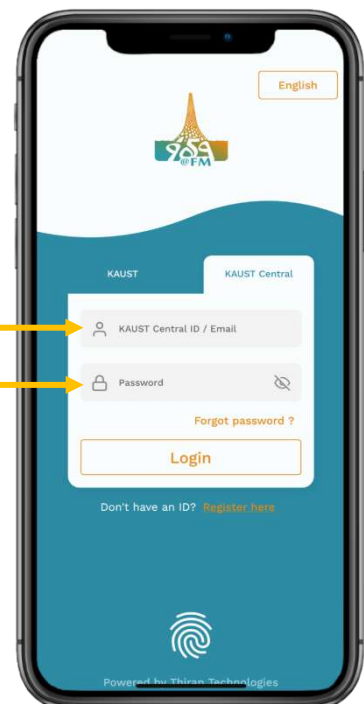 English
959
@FM
KAUST
KAUST Central
KAUST Central ID / Email
Password
Forgot password ?
Login
Don't have an ID? Register here
Powered by Thiran Technologies